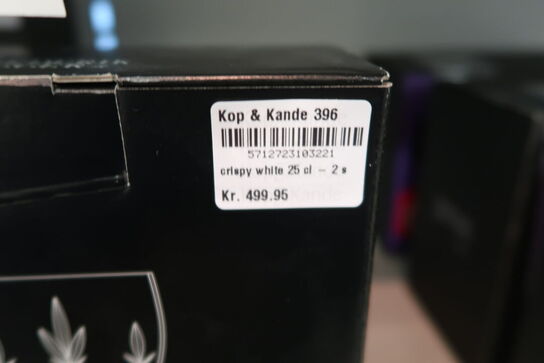 Kop & Kande 396
5712723103221
crispy white 25 cl - 2 s
Kr. 499.95